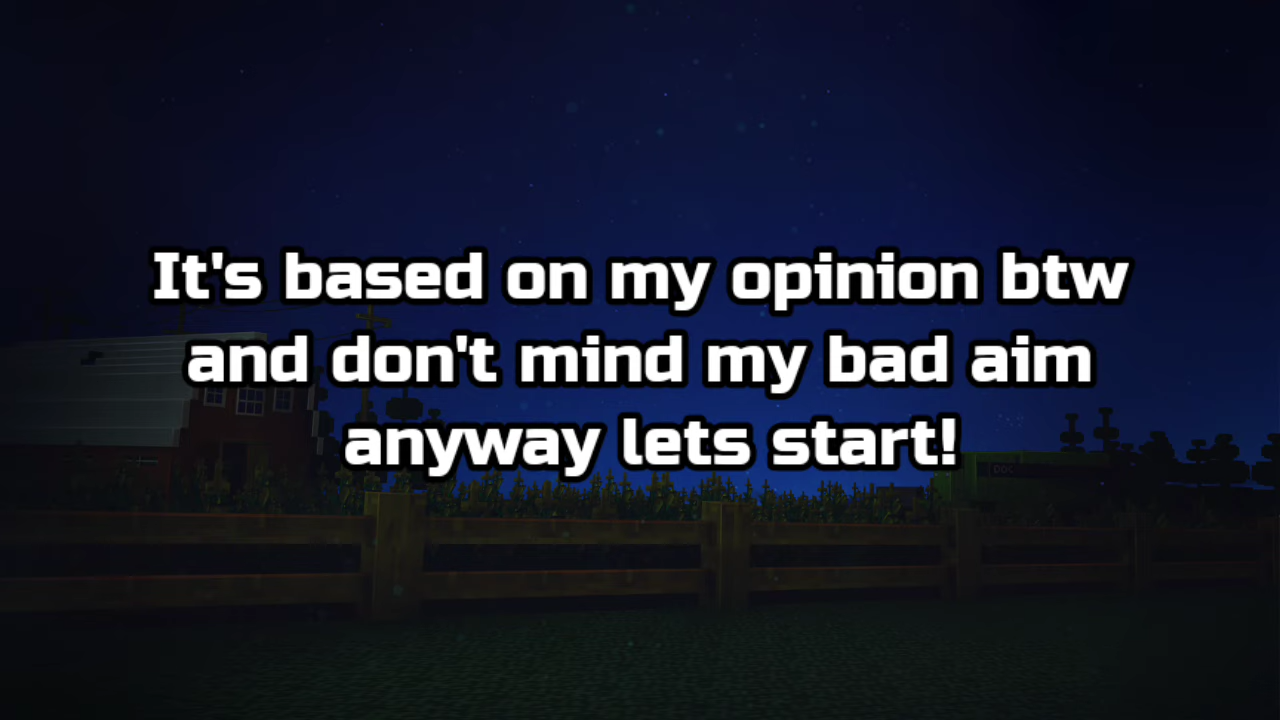 It's based on my opinion btw
and don't mind my bad aim
anyway lets start!